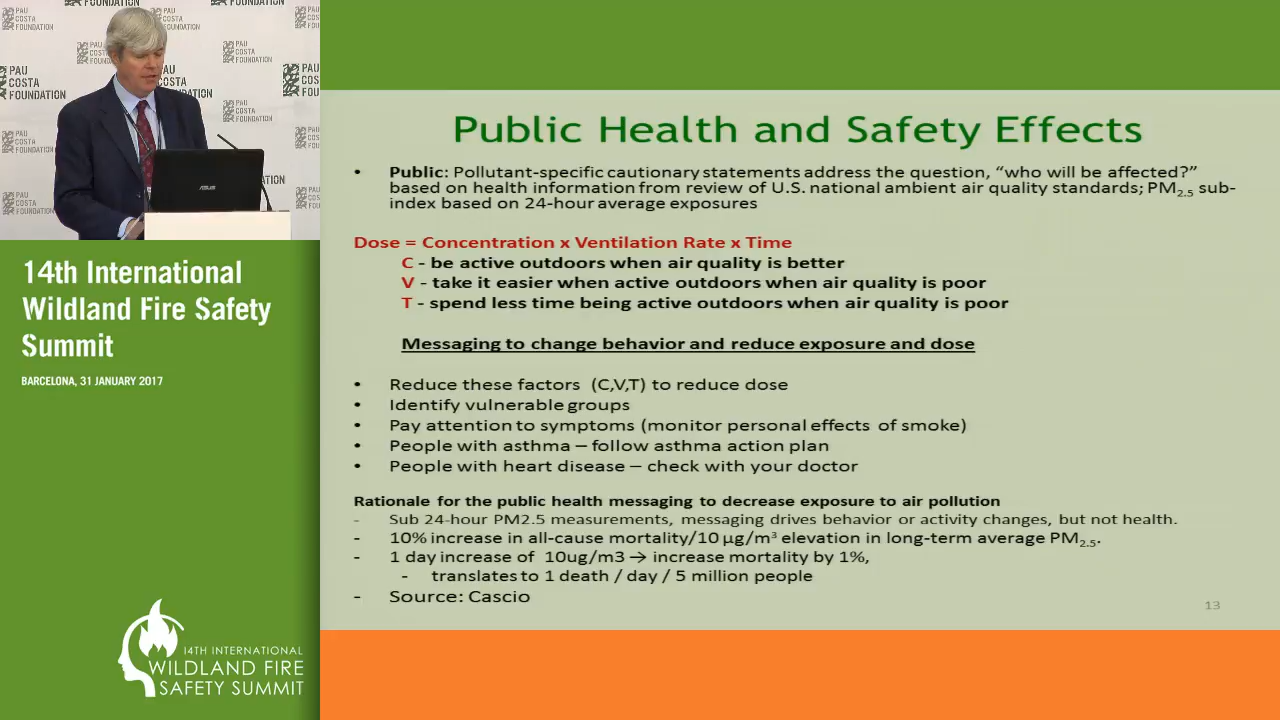 PAU
COSTA
FOUNDATION
ASUS
14th International
Wildland Fire Safety
Summit
BARCELONA, 31 JANUARY 2017
14TH INTERNATIONAL
WILDLAND FIRE
SAFETY SUMMIT
Public Health and Safety Effects
• Public: Pollutant-specific cautionary statements address the question, “who will be affected?”
based on health information from review of U.S. national ambient air quality standards; PM2.5 sub-
index based on 24-hour average exposures
Dose = Concentration x Ventilation Rate x Time
C - be active outdoors when air quality is better
V - take it easier when active outdoors when air quality is poor
T - spend less time being active outdoors when air quality is poor
Messaging to change behavior and reduce exposure and dose
• Reduce these factors (C,V,T) to reduce dose
• Identify vulnerable groups
• Pay attention to symptoms (monitor personal effects of smoke)
• People with asthma – follow asthma action plan
• People with heart disease – check with your doctor
Rationale for the public health messaging to decrease exposure to air pollution
- Sub 24-hour PM2.5 measurements, messaging drives behavior or activity changes, but not health.
- 10% increase in all-cause mortality/10 µg/m³ elevation in long-term average PM2.5.
- 1 day increase of 10ug/m3 → increase mortality by 1%,
- translates to 1 death / day / 5 million people
- Source: Cascio
13